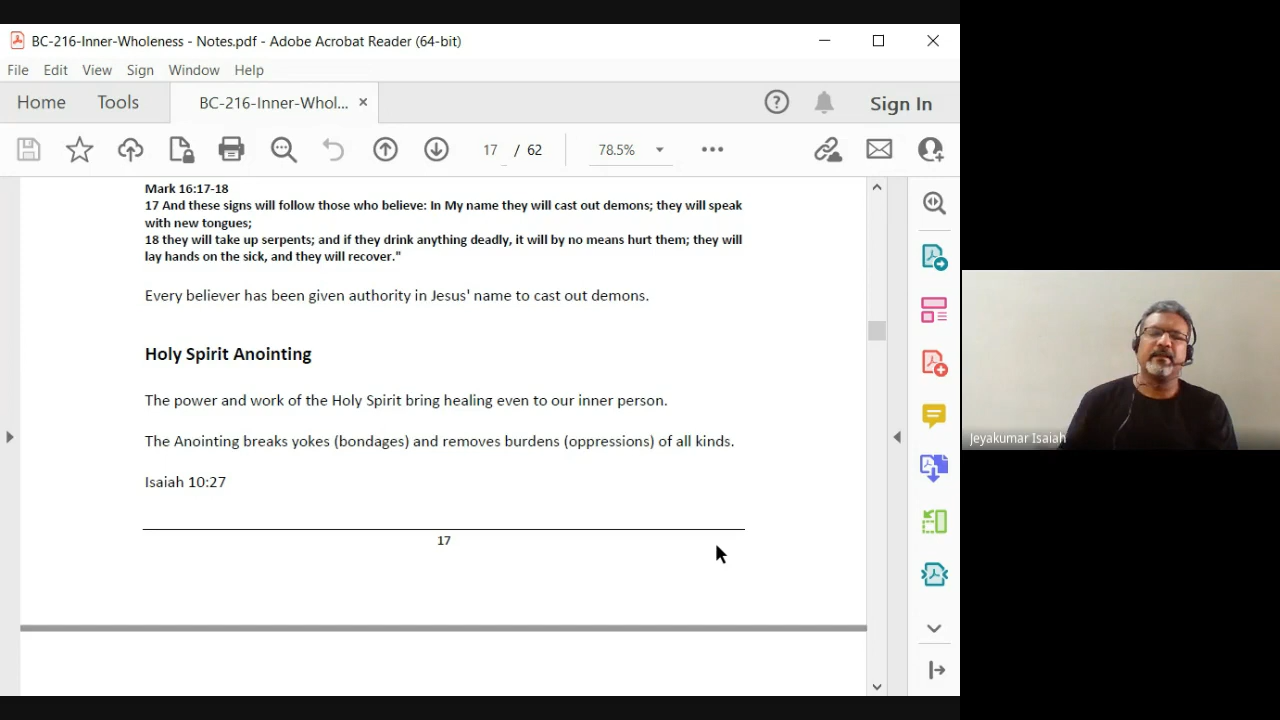 BC-216-Inner-Wholeness - Notes.pdf - Adobe Acrobat Reader (64-bit)
File Edit View Sign Window Help
Home Tools BC-216-Inner-Whol... × Sign In
17 / 62 78.5%
Mark 16:17-18
17 And these signs will follow those who believe: In My name they will cast out demons; they will speak
with new tongues;
18 they will take up serpents; and if they drink anything deadly, it will by no means hurt them; they will
lay hands on the sick, and they will recover."
Every believer has been given authority in Jesus' name to cast out demons.
Holy Spirit Anointing
The power and work of the Holy Spirit bring healing even to our inner person.
The Anointing breaks yokes (bondages) and removes burdens (oppressions) of all kinds.
Isaiah 10:27
17
Jeyakumar Isaiah